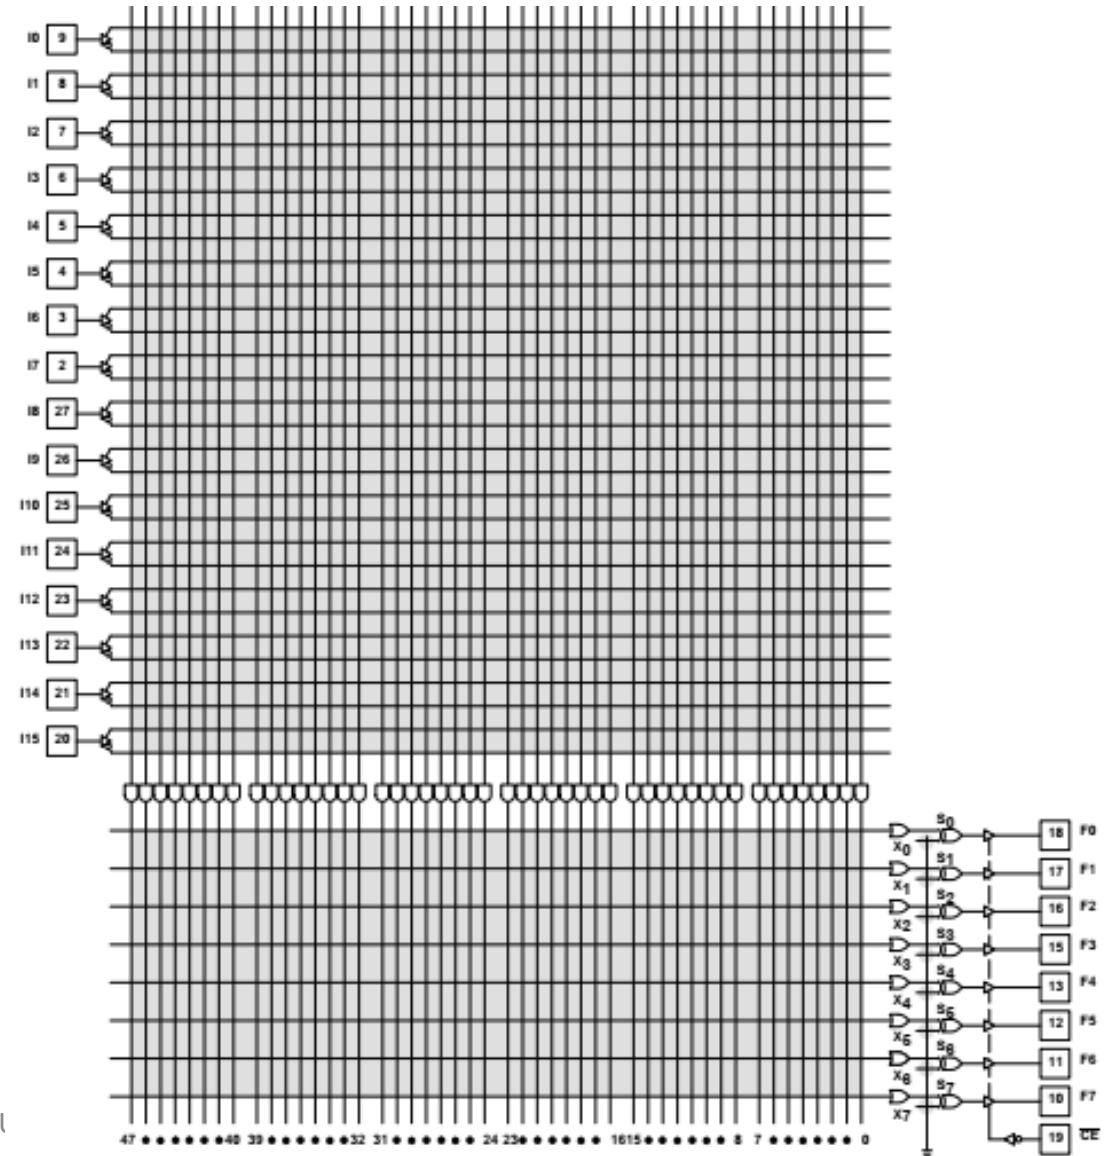 I0 9
I1 8
I2 7
I3 6
I4 5
I5 4
I6 3
I7 2
I8 27
I9 26
I10 25
I11 24
I12 23
I13 22
I14 21
I15 20
S0 18 F0
X0
S1 17 F1
X1
S2 16 F2
X2
S3 15 F3
X3
S4 13 F4
X4
S5 12 F5
X5
S6 11 F6
X6
S7 10 F7
X7
47 40 39 32 31 24 23 16 15 8 7 0 19 CE